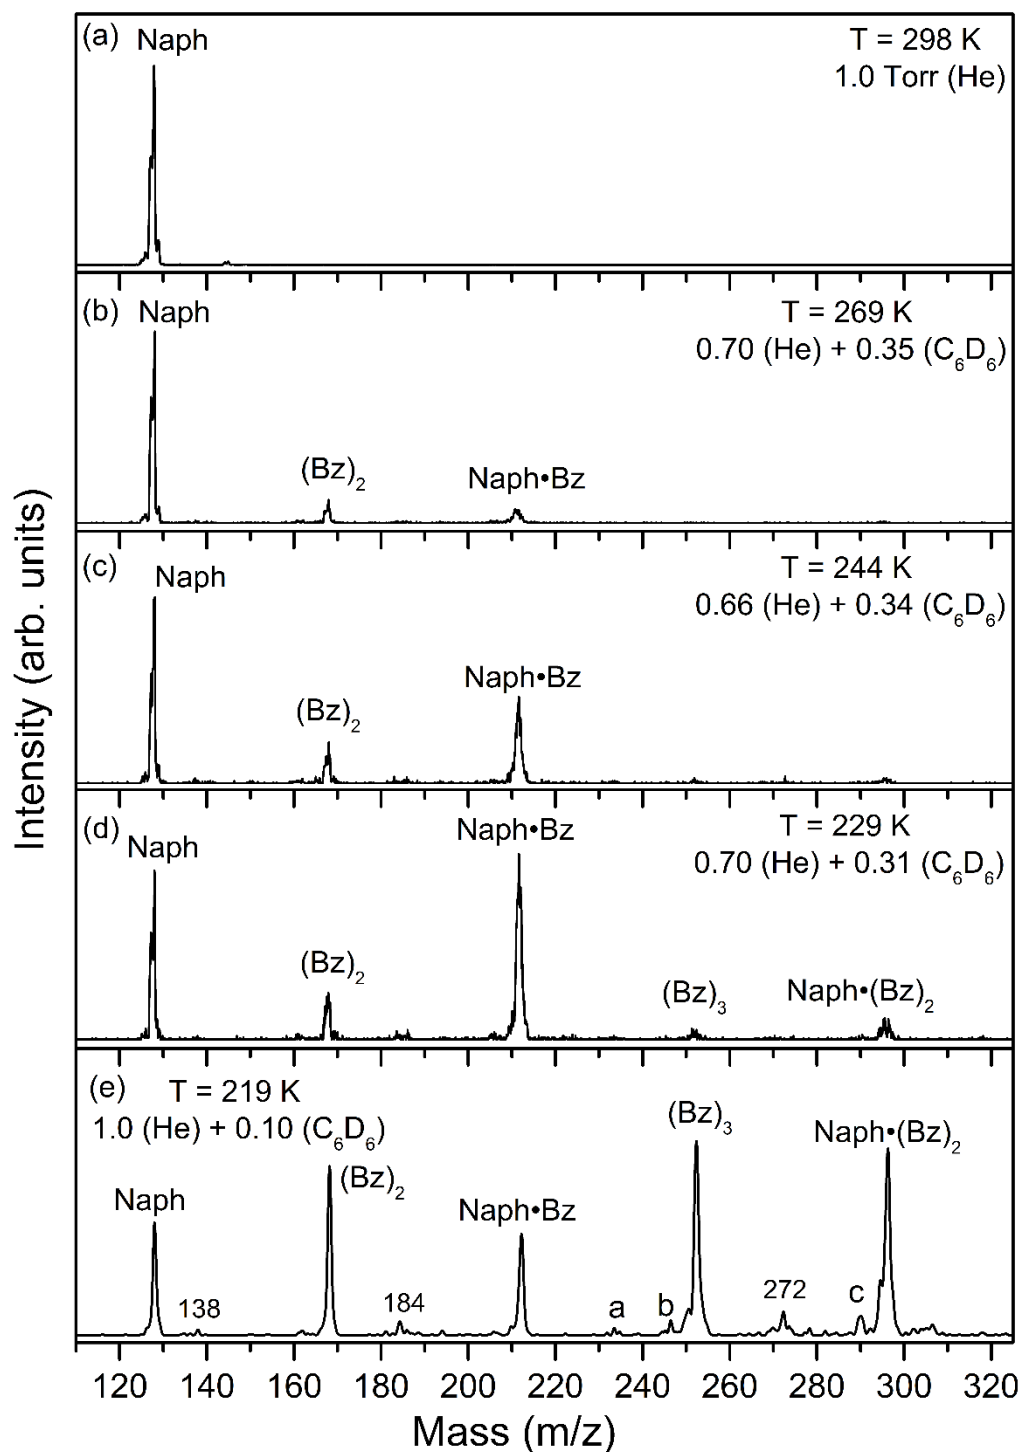 (a) Naph T = 298 K
1.0 Torr (He)
(b) Naph T = 269 K
0.70 (He) + 0.35 (C₆D₆)
(Bz)₂ Naph•Bz
(c) Naph T = 244 K
0.66 (He) + 0.34 (C₆D₆)
(Bz)₂ Naph•Bz
(d) Naph Naph•Bz T = 229 K
0.70 (He) + 0.31 (C₆D₆)
(Bz)₂ (Bz)₃ Naph•(Bz)₂
(e) T = 219 K
1.0 (He) + 0.10 (C₆D₆)
Naph (Bz)₂ Naph•Bz (Bz)₃ Naph•(Bz)₂
138 184 a b 272 c
120 140 160 180 200 220 240 260 280 300 320
Mass (m/z)
Intensity (arb. units)